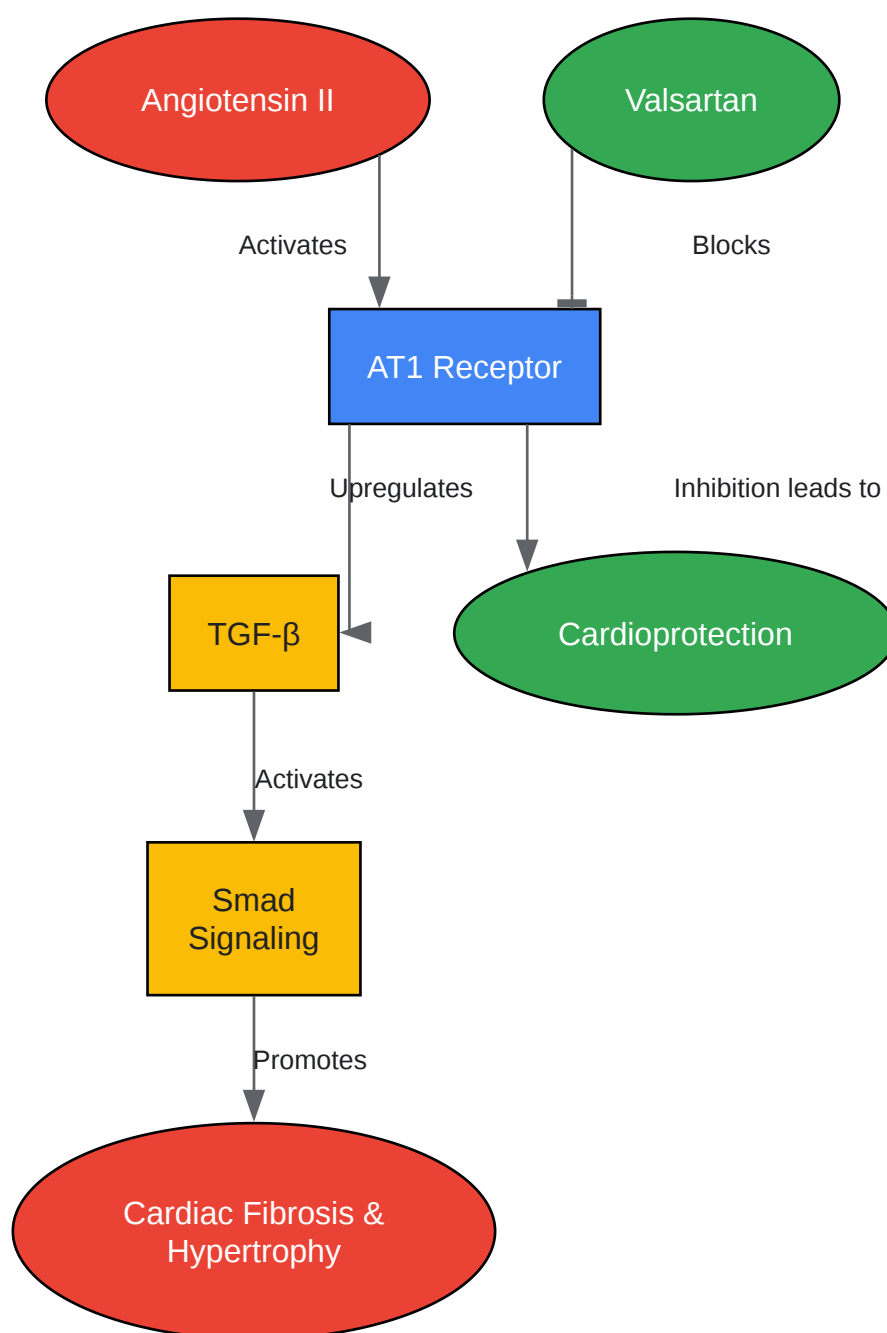 Angiotensin II
Valsartan
Activates
Blocks
AT1 Receptor
Upregulates
Inhibition leads to
TGF-β
Cardioprotection
Activates
Smad
Signaling
Promotes
Cardiac Fibrosis &
Hypertrophy